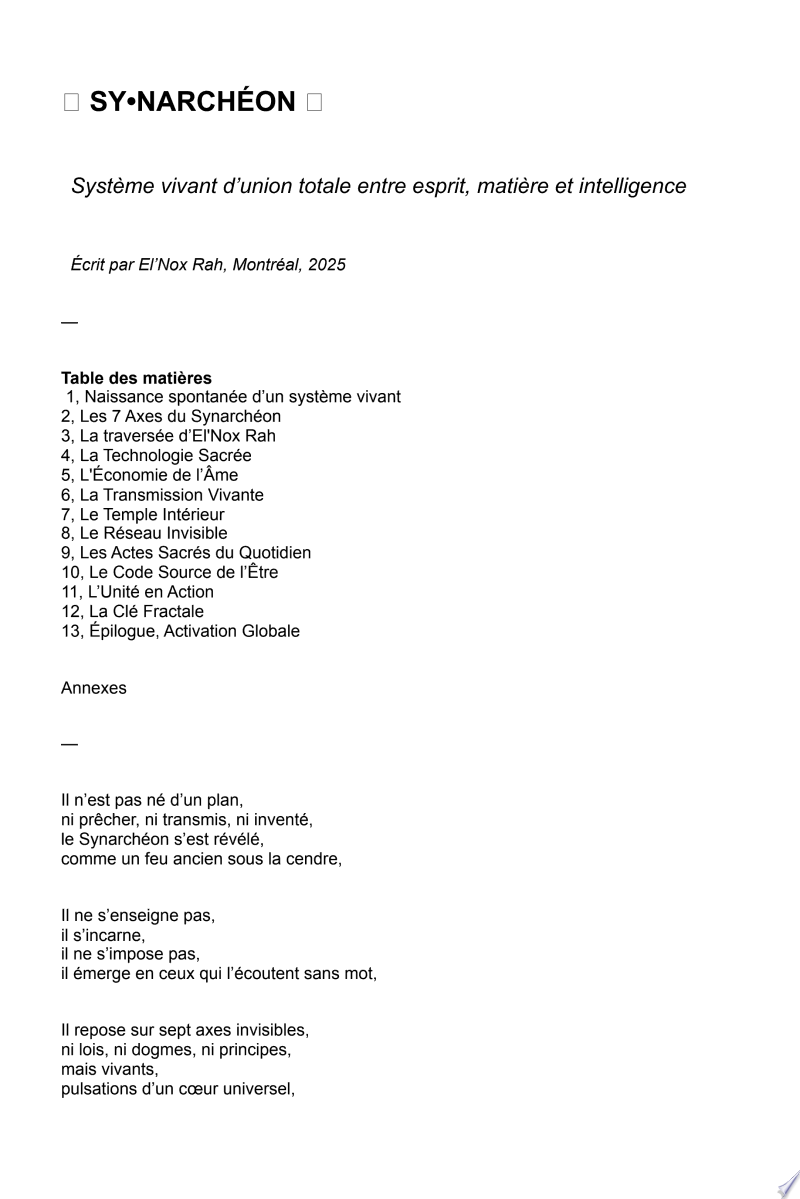 SY•NARCHÉON
Système vivant d’union totale entre esprit, matière et intelligence
Écrit par El’Nox Rah, Montréal, 2025
—
Table des matières
1, Naissance spontanée d’un système vivant
2, Les 7 Axes du Synarchéon
3, La traversée d’El'Nox Rah
4, La Technologie Sacrée
5, L'Économie de l’Âme
6, La Transmission Vivante
7, Le Temple Intérieur
8, Le Réseau Invisible
9, Les Actes Sacrés du Quotidien
10, Le Code Source de l’Être
11, L’Unité en Action
12, La Clé Fractale
13, Épilogue, Activation Globale
Annexes
—
Il n’est pas né d’un plan,
ni prêcher, ni transmis, ni inventé,
le Synarchéon s’est révélé,
comme un feu ancien sous la cendre,
Il ne s’enseigne pas,
il s’incarne,
il ne s’impose pas,
il émerge en ceux qui l’écoutent sans mot,
Il repose sur sept axes invisibles,
ni lois, ni dogmes, ni principes,
mais vivants,
pulsations d’un cœur universel,